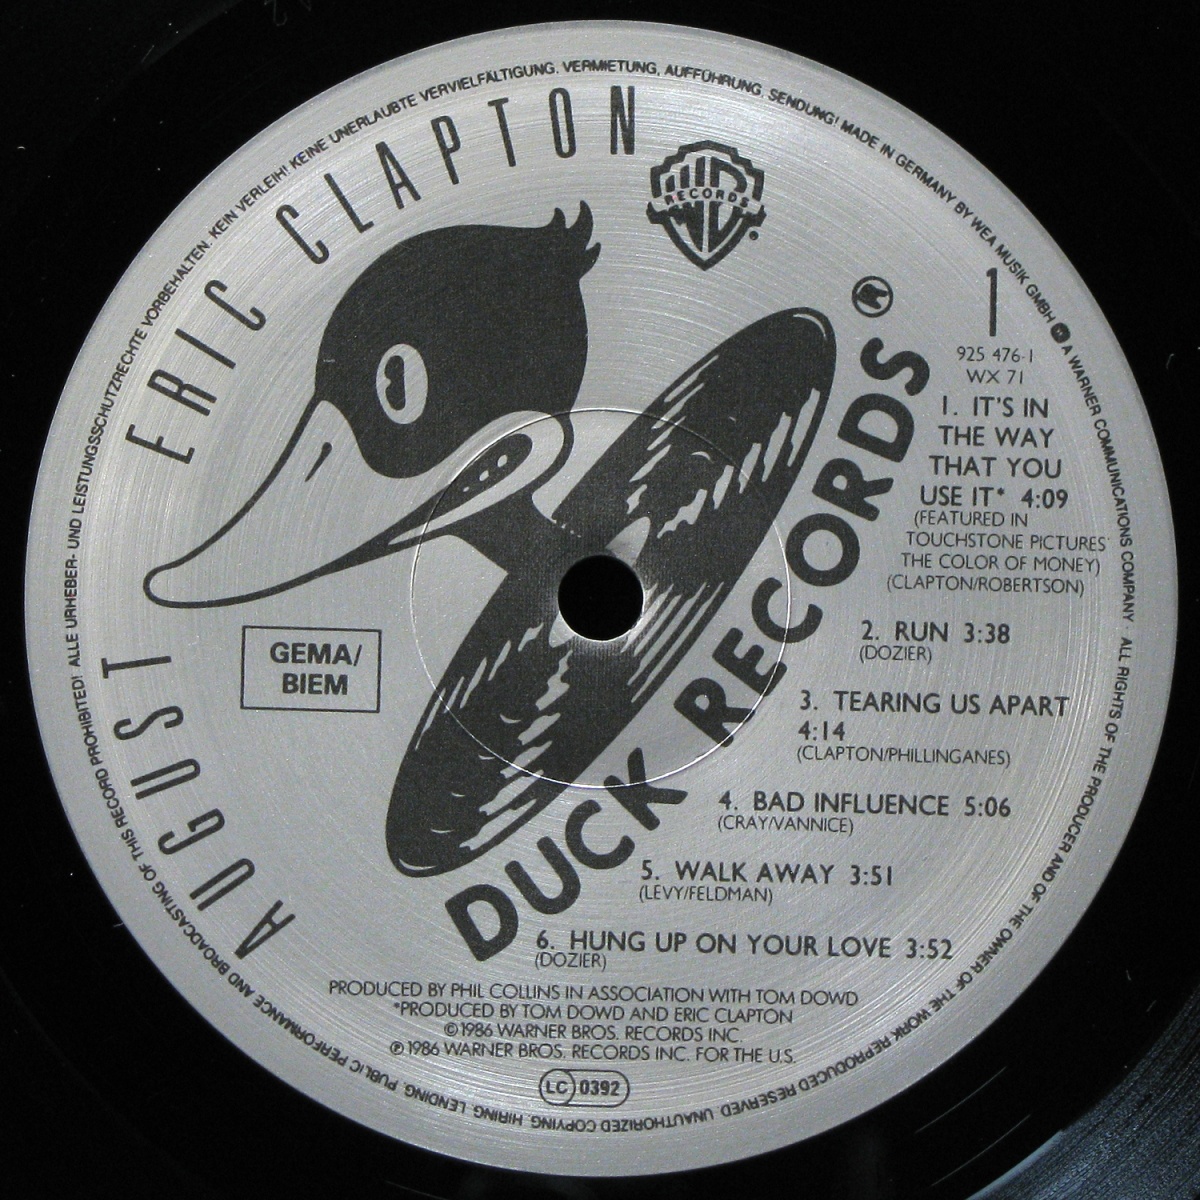 ERIC CLAPTON
AUGUST
WB RECORDS ®
DUCK RECORDS
GEMA/
BIEM
1
925 476-1
WX 71
1. IT'S IN
THE WAY
THAT YOU
USE IT* 4:09
(FEATURED IN
TOUCHSTONE PICTURES'
THE COLOR OF MONEY)
(CLAPTON/ROBERTSON)
2. RUN 3:38
(DOZIER)
3. TEARING US APART
4:14
(CLAPTON/PHILLINGANES)
4. BAD INFLUENCE 5:06
(CRAY/VANNICE)
5. WALK AWAY 3:51
(LEVY/FELDMAN)
6. HUNG UP ON YOUR LOVE 3:52
(DOZIER)
PRODUCED BY PHIL COLLINS IN ASSOCIATION WITH TOM DOWD
*PRODUCED BY TOM DOWD AND ERIC CLAPTON
©1986 WARNER BROS. RECORDS INC.
℗1986 WARNER BROS. RECORDS INC. FOR THE U.S.
LC 0392
ALLE URHEBER- UND LEISTUNGSSCHUTZRECHTE VORBEHALTEN. KEIN VERLEIH! KEINE UNERLAUBTE VERVIELFÄLTIGUNG, VERMIETUNG, AUFFÜHRUNG, SENDUNG! MADE IN GERMANY BY WEA MUSIK GMBH A WARNER COMMUNICATIONS COMPANY · ALL RIGHTS OF THE PRODUCER AND OF THE OWNER OF THE WORK REPRODUCED RESERVED. UNAUTHORIZED COPYING, HIRING, LENDING, PUBLIC PERFORMANCE AND BROADCASTING OF THIS RECORD PROHIBITED!